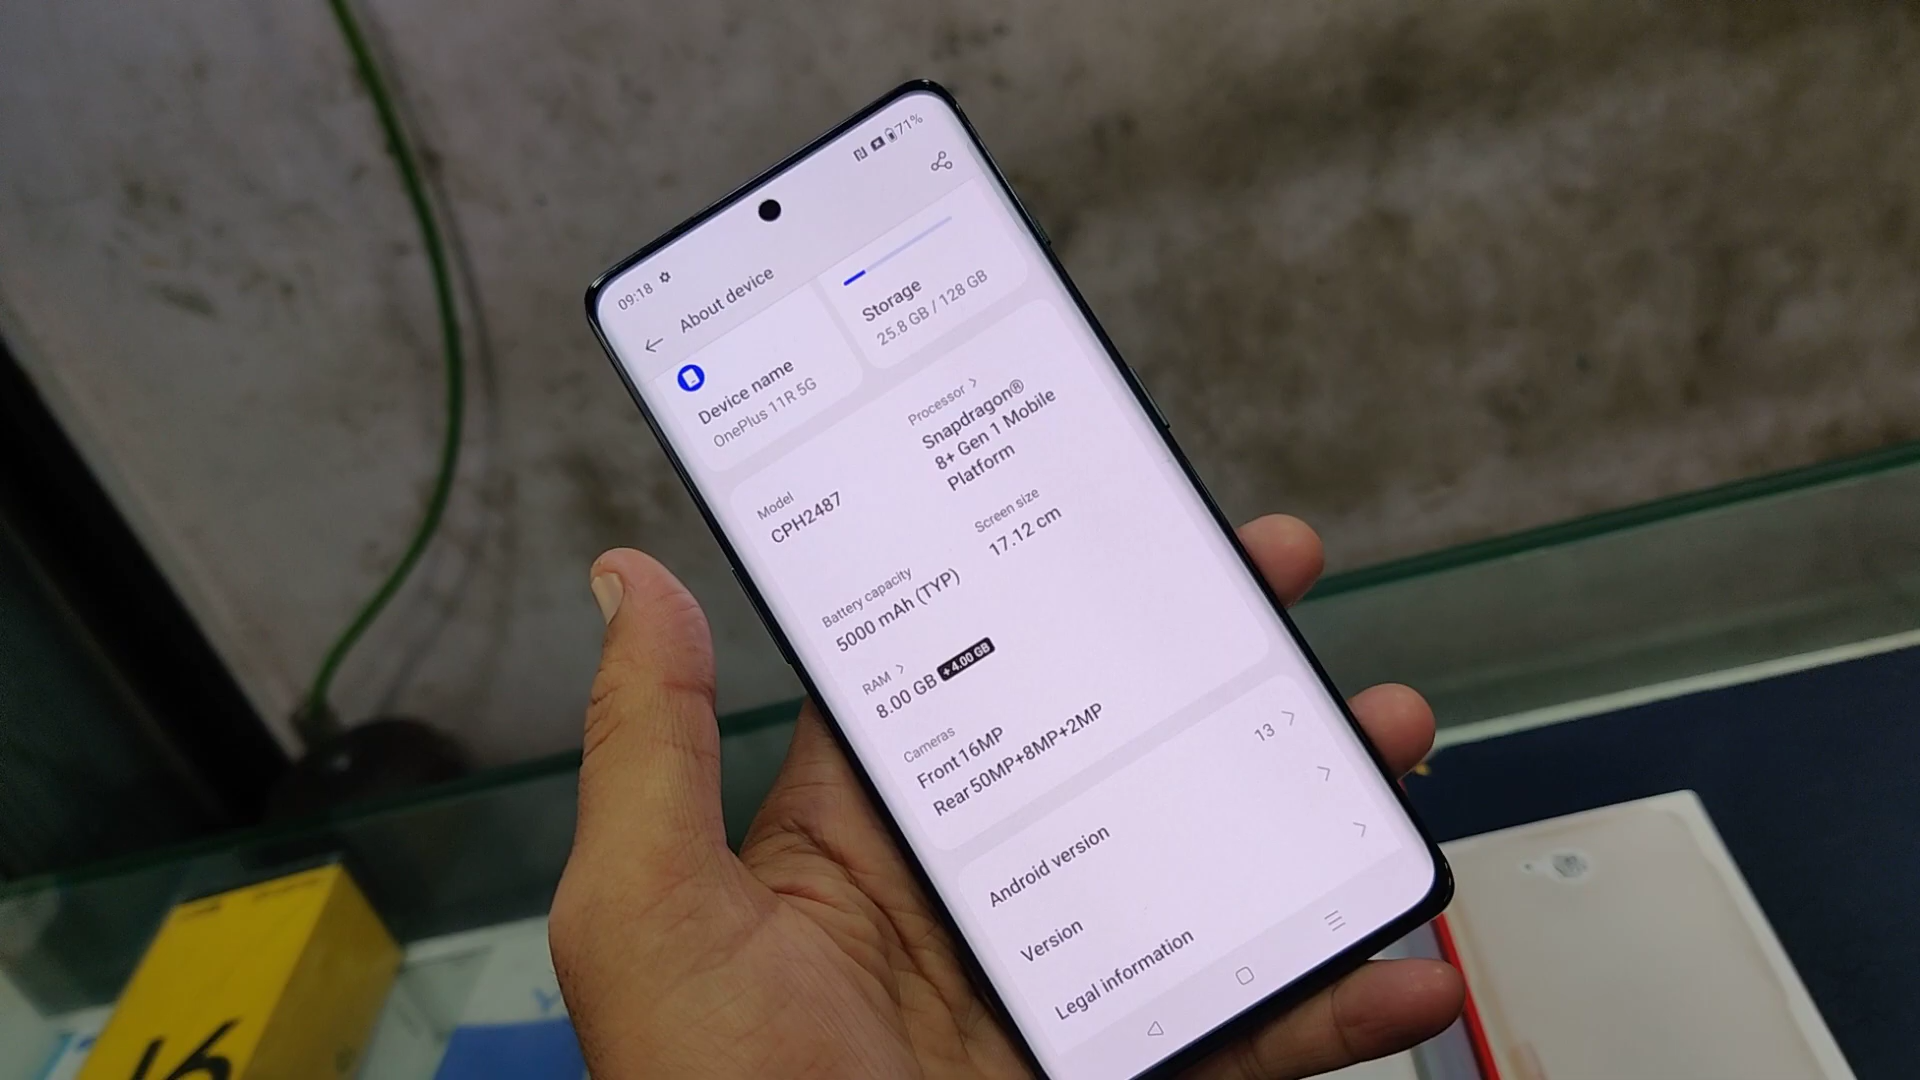 09:18
71%
About device
Device name
OnePlus 11R 5G
Storage
25.8 GB / 128 GB
Model
CPH2487
Processor
Snapdragon®
8+ Gen 1 Mobile
Platform
Battery capacity
5000 mAh (TYP)
Screen size
17.12 cm
RAM
8.00 GB + 4.00 GB
Cameras
Front 16MP
Rear 50MP+8MP+2MP
Android version
13
Version
Legal information
16